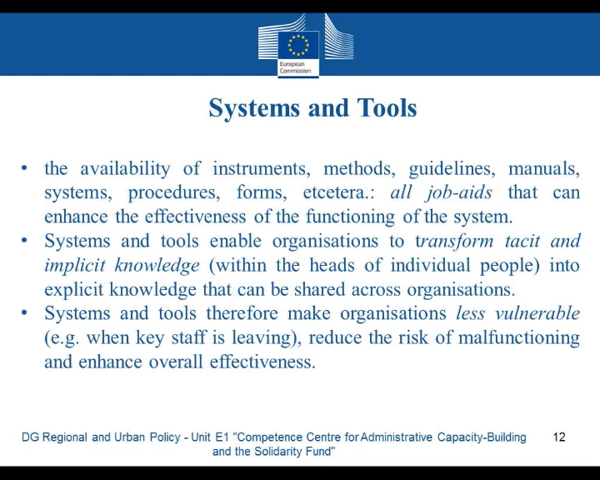 European
Commission
Systems and Tools
• the availability of instruments, methods, guidelines, manuals,
systems, procedures, forms, etcetera.: all job-aids that can
enhance the effectiveness of the functioning of the system.
• Systems and tools enable organisations to transform tacit and
implicit knowledge (within the heads of individual people) into
explicit knowledge that can be shared across organisations.
• Systems and tools therefore make organisations less vulnerable
(e.g. when key staff is leaving), reduce the risk of malfunctioning
and enhance overall effectiveness.
DG Regional and Urban Policy - Unit E1 "Competence Centre for Administrative Capacity-Building
and the Solidarity Fund"
12